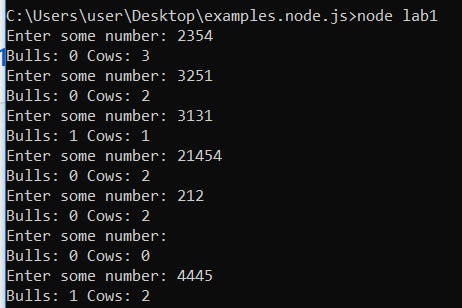 C:\Users\user\Desktop\examples.node.js>node lab1
Enter some number: 2354
Bulls: 0 Cows: 3
Enter some number: 3251
Bulls: 0 Cows: 2
Enter some number: 3131
Bulls: 1 Cows: 1
Enter some number: 21454
Bulls: 0 Cows: 2
Enter some number: 212
Bulls: 0 Cows: 2
Enter some number:
Bulls: 0 Cows: 0
Enter some number: 4445
Bulls: 1 Cows: 2